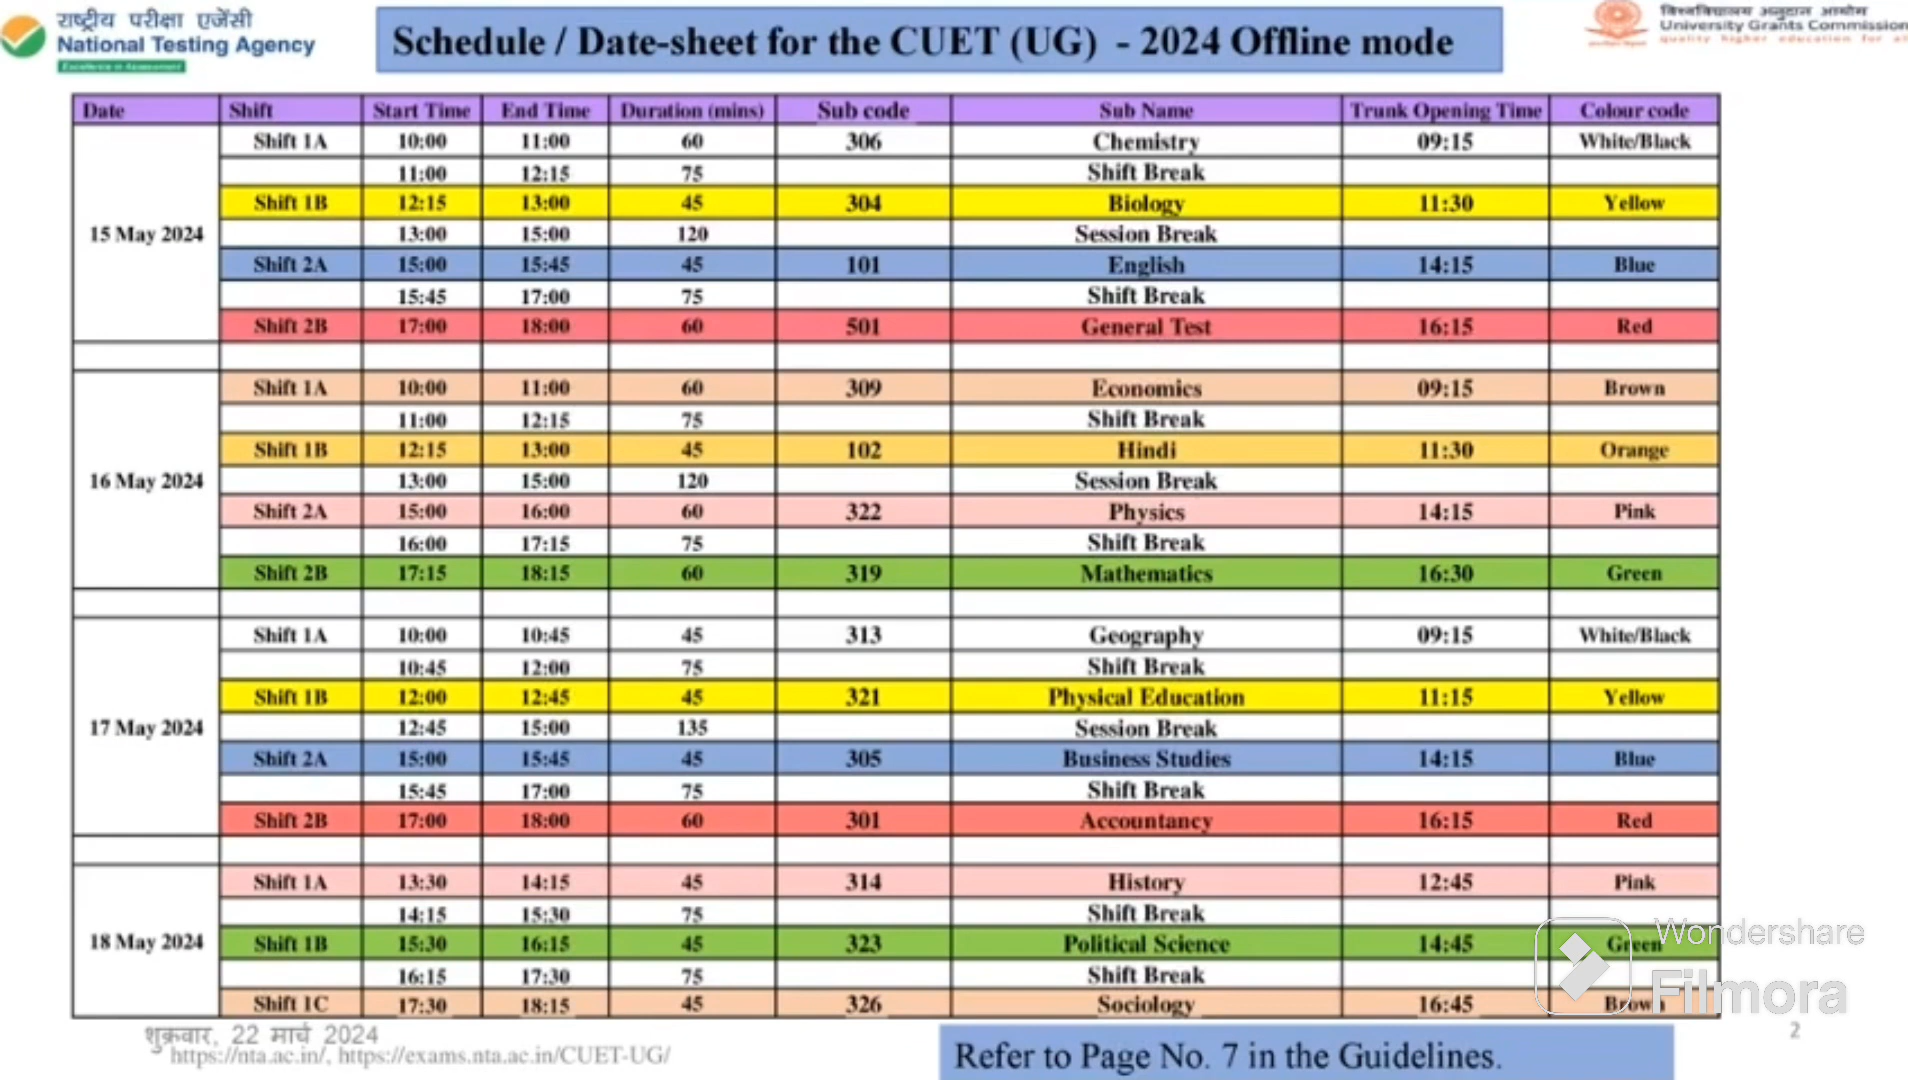 राष्ट्रीय परीक्षा एजेंसी
National Testing Agency
Excellence in Assessment
Schedule / Date-sheet for the CUET (UG) - 2024 Offline mode
विश्वविद्यालय अनुदान आयोग
University Grants Commission
quality higher education for al
Date Shift Start Time End Time Duration (mins) Sub code Sub Name Trunk Opening Time Colour code
15 May 2024
Shift 1A 10:00 11:00 60 306 Chemistry 09:15 White/Black
11:00 12:15 75 Shift Break
Shift 1B 12:15 13:00 45 304 Biology 11:30 Yellow
13:00 15:00 120 Session Break
Shift 2A 15:00 15:45 45 101 English 14:15 Blue
15:45 17:00 75 Shift Break
Shift 2B 17:00 18:00 60 501 General Test 16:15 Red
16 May 2024
Shift 1A 10:00 11:00 60 309 Economics 09:15 Brown
11:00 12:15 75 Shift Break
Shift 1B 12:15 13:00 45 102 Hindi 11:30 Orange
13:00 15:00 120 Session Break
Shift 2A 15:00 16:00 60 322 Physics 14:15 Pink
16:00 17:15 75 Shift Break
Shift 2B 17:15 18:15 60 319 Mathematics 16:30 Green
17 May 2024
Shift 1A 10:00 10:45 45 313 Geography 09:15 White/Black
10:45 12:00 75 Shift Break
Shift 1B 12:00 12:45 45 321 Physical Education 11:15 Yellow
12:45 15:00 135 Session Break
Shift 2A 15:00 15:45 45 305 Business Studies 14:15 Blue
15:45 17:00 75 Shift Break
Shift 2B 17:00 18:00 60 301 Accountancy 16:15 Red
18 May 2024
Shift 1A 13:30 14:15 45 314 History 12:45 Pink
14:15 15:30 75 Shift Break
Shift 1B 15:30 16:15 45 323 Political Science 14:45 Green
16:15 17:30 75 Shift Break
Shift 1C 17:30 18:15 45 326 Sociology 16:45 Brown
Wondershare
Filmora
शुक्रवार, 22 मार्च 2024
https://nta.ac.in/, https://exams.nta.ac.in/CUET-UG/
Refer to Page No. 7 in the Guidelines.
2